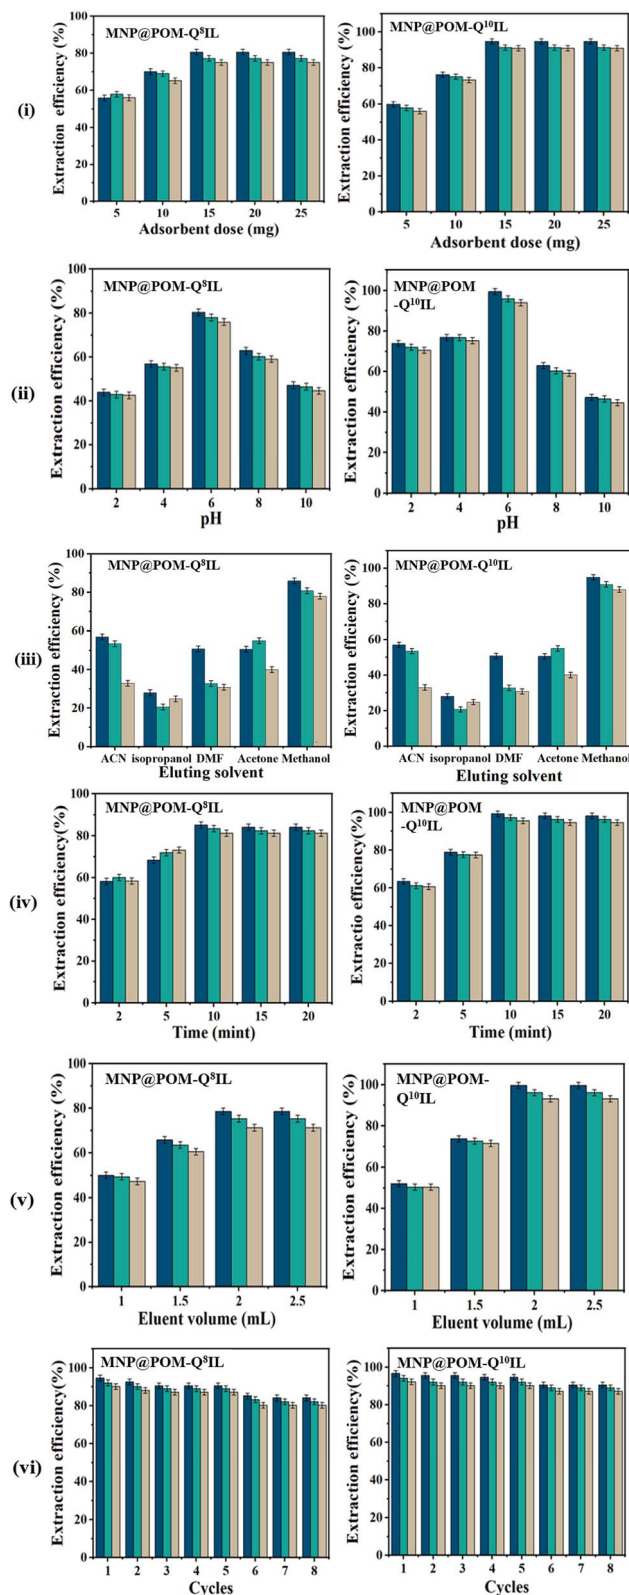 (i)
Extraction efficiency (%)
100
80
60
40
20
0
MNP@POM-Q⁸IL
5 10 15 20 25
Adsorbent dose (mg)
Extraction efficiency (%)
100
80
60
40
20
0
MNP@POM-Q¹⁰IL
5 10 15 20 25
Adsorbent dose (mg)
(ii)
Extraction efficiency (%)
100
80
60
40
20
0
MNP@POM-Q⁸IL
2 4 6 8 10
pH
Extraction efficiency (%)
100
80
60
40
20
0
MNP@POM
-Q¹⁰IL
2 4 6 8 10
pH
(iii)
Extraction efficiency (%)
100
80
60
40
20
0
MNP@POM-Q⁸IL
ACN isopropanol DMF Acetone Methanol
Eluting solvent
Extraction efficiency (%)
100
80
60
40
20
0
MNP@POM-Q¹⁰IL
ACN isopropanol DMF Acetone Methanol
Eluting solvent
(iv)
Extraction efficiency(%)
100
80
60
40
20
0
MNP@POM-Q⁸IL
2 5 10 15 20
Time (mint)
Extractio efficiency (%)
100
80
60
40
20
0
MNP@POM
-Q¹⁰IL
2 5 10 15 20
Time (mint)
(v)
Extraction efficiency (%)
100
80
60
40
20
0
MNP@POM-Q⁸IL
1 1.5 2 2.5
Eluent volume (mL)
Extraction efficiency (%)
100
80
60
40
20
0
MNP@POM-
Q¹⁰IL
1 1.5 2 2.5
Eluent volume (mL)
(vi)
Extraction efficiency(%)
100
80
60
40
20
0
MNP@POM-Q⁸IL
1 2 3 4 5 6 7 8
Cycles
Extraction efficiency(%)
100
80
60
40
20
0
MNP@POM-Q¹⁰IL
1 2 3 4 5 6 7 8
Cycles